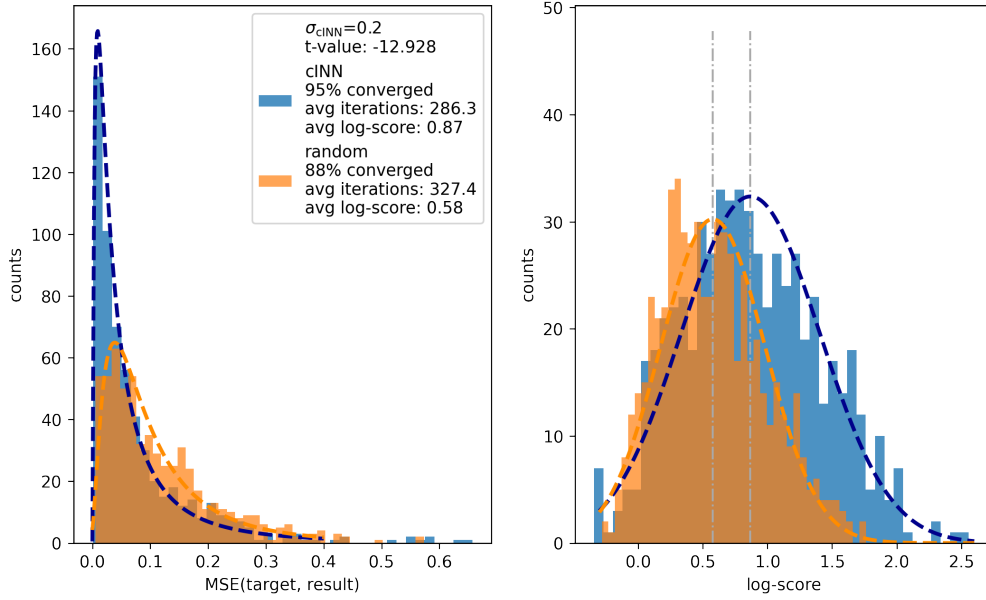 σcINN=0.2
t-value: -12.928
cINN
95% converged
avg iterations: 286.3
avg log-score: 0.87
random
88% converged
avg iterations: 327.4
avg log-score: 0.58
160
140
120
100
80
60
40
20
0
counts
0.0 0.1 0.2 0.3 0.4 0.5 0.6
MSE(target, result)
50
40
30
20
10
0
counts
0.0 0.5 1.0 1.5 2.0 2.5
log-score